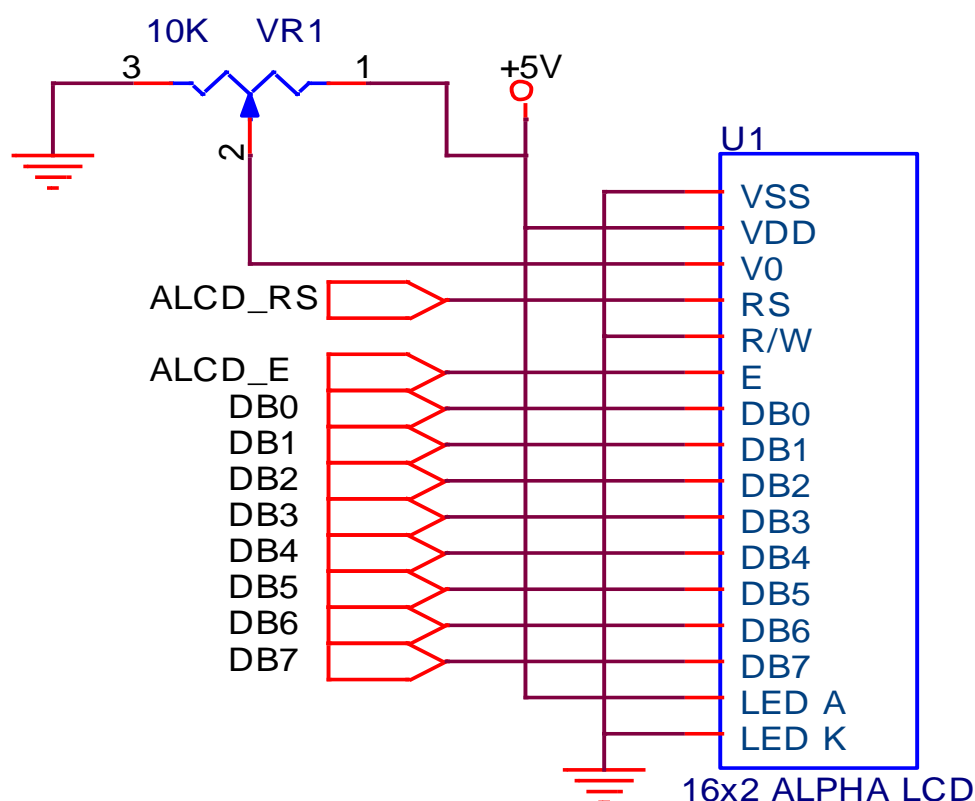 10K VR1
3 1 +5V
2
U1
VSS
VDD
V0
ALCD_RS RS
R/W
ALCD_E E
DB0 DB0
DB1 DB1
DB2 DB2
DB3 DB3
DB4 DB4
DB5 DB5
DB6 DB6
DB7 DB7
LED A
LED K
16x2 ALPHA LCD